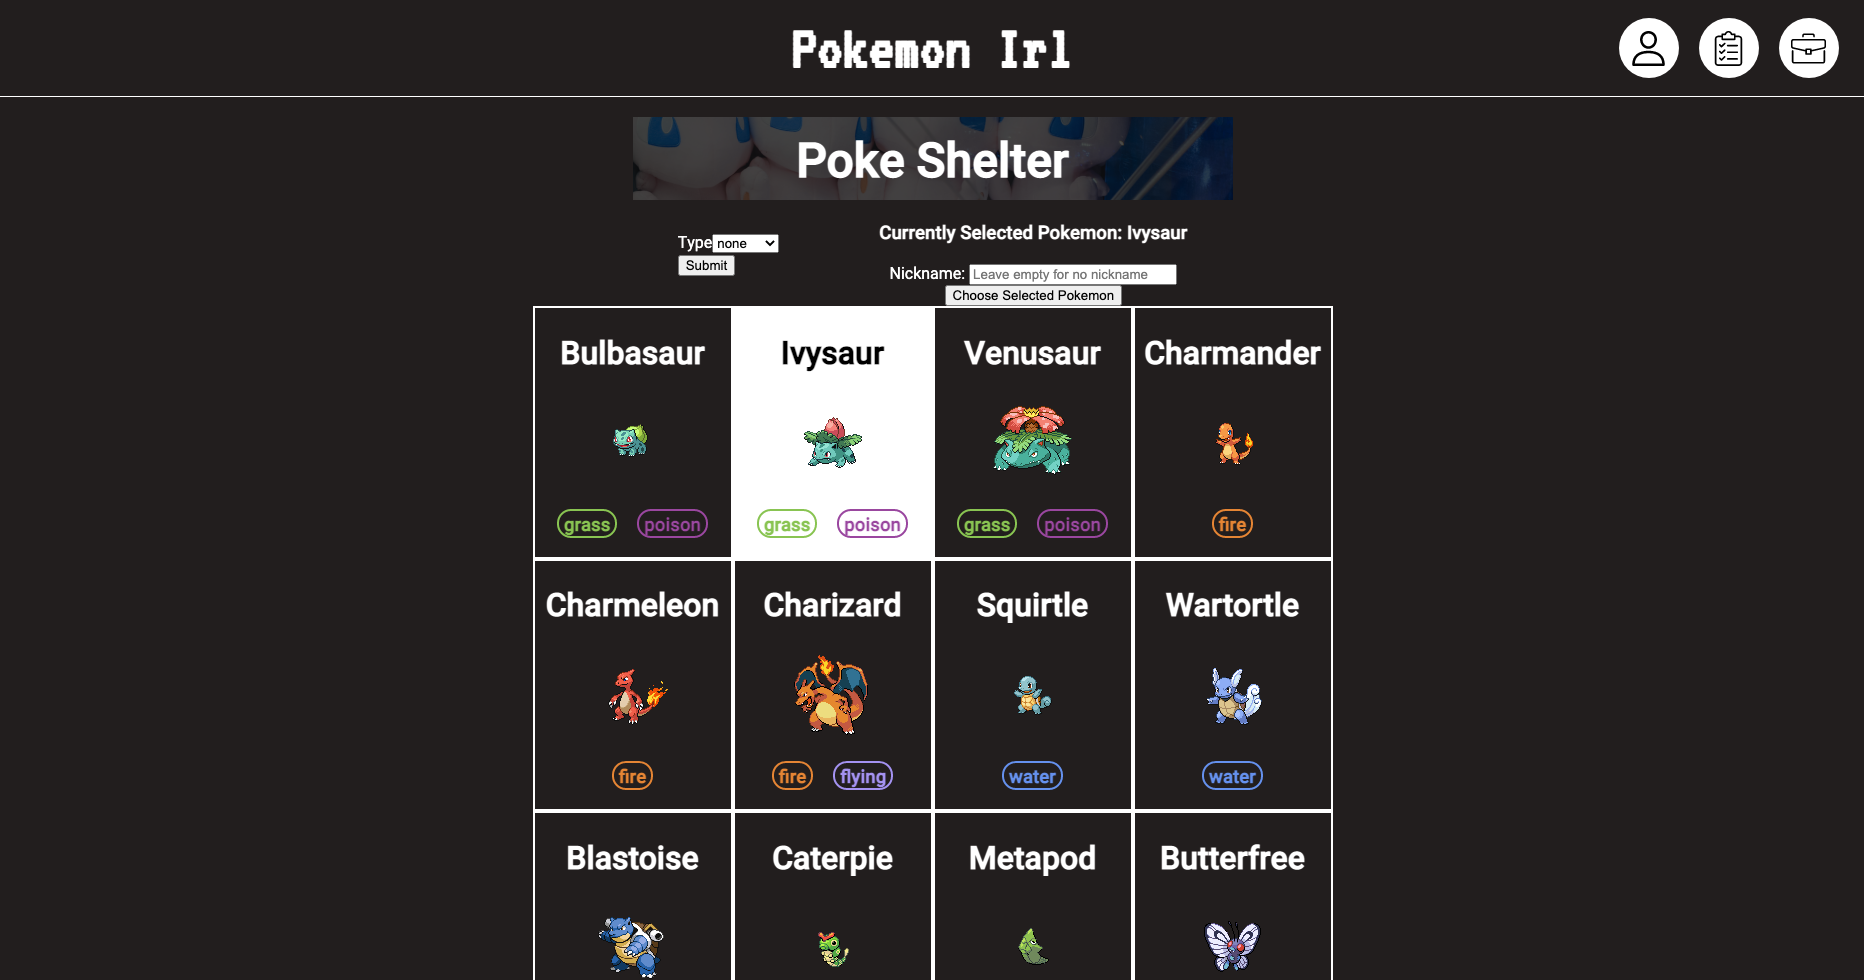 Pokemon Irl
Poke Shelter
Type none
Submit
Currently Selected Pokemon: Ivysaur
Nickname: Leave empty for no nickname
Choose Selected Pokemon
Bulbasaur Ivysaur Venusaur Charmander
grass poison grass poison grass poison fire
Charmeleon Charizard Squirtle Wartortle
fire fire flying water water
Blastoise Caterpie Metapod Butterfree